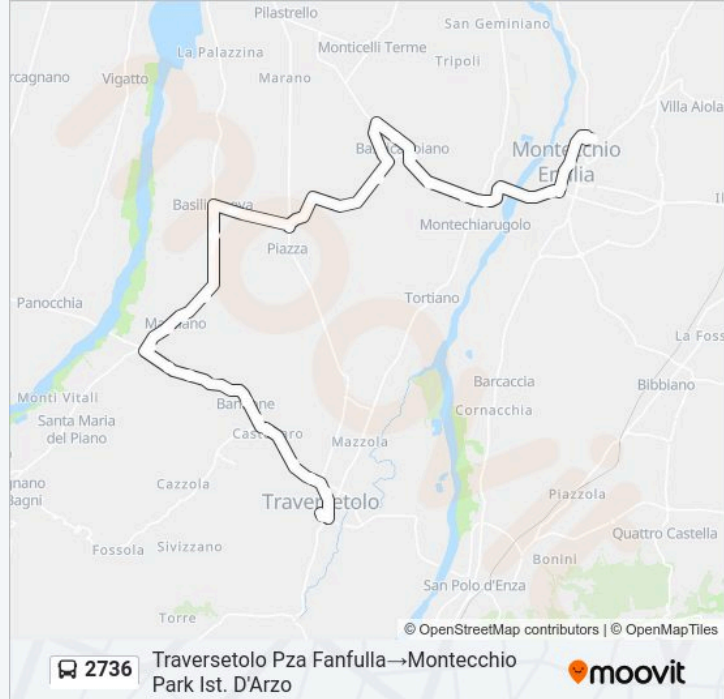 Pilastrello
San Geminiano
La Palazzina
Monticelli Terme
Tripoli
Vigatto
Marano
rcagnano
Villa Aiola
Montecchio
Emilia
Montechiarugolo
Piazza
Tortiano
Panocchia
La Foss
Barcaccia
Bibbiano
Monti Vitali
Santa Maria
del Piano
Cornacchia
Mazzola
Cazzola
gnano
Bagni
Traversetolo
Piazzola
Quattro Castella
Fossola
Sivizzano
Bonini
San Polo d'Enza
Torre
© OpenStreetMap contributors | © OpenMapTiles
2736
Traversetolo Pza Fanfulla→Montecchio
Park Ist. D'Arzo
moovit